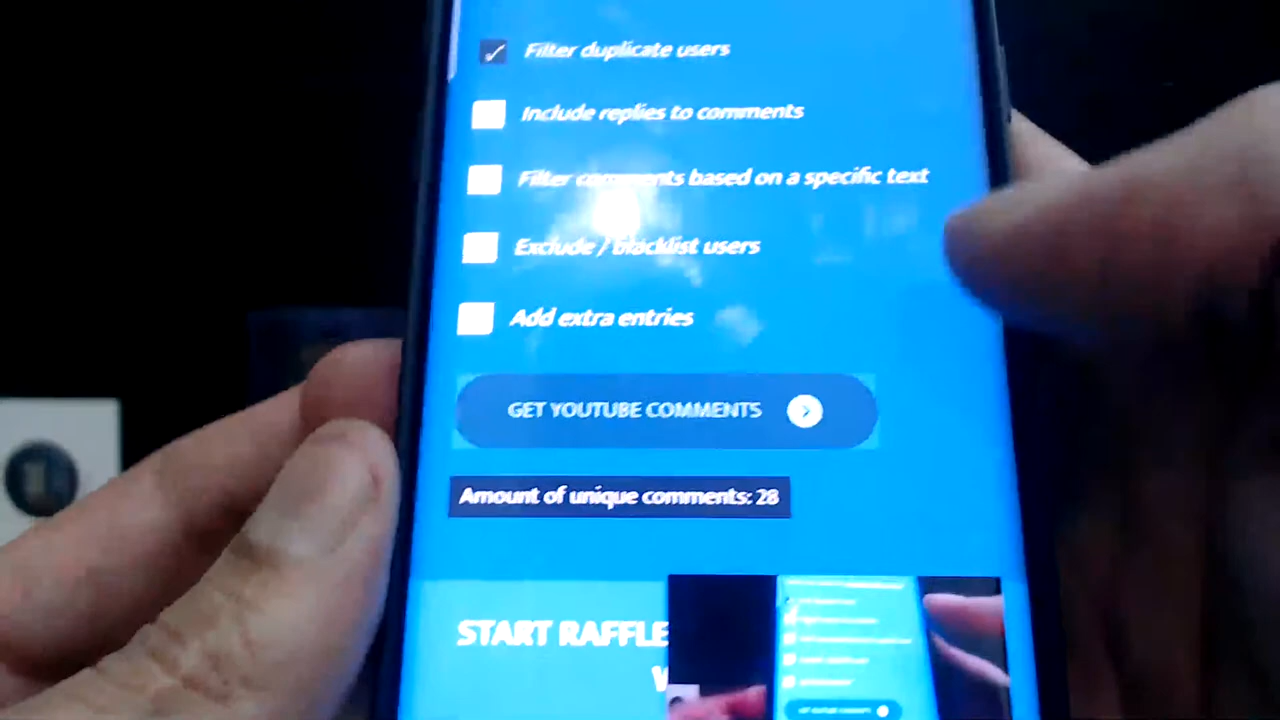 Filter duplicate users
Include replies to comments
Filter comments based on a specific text
Exclude / blacklist users
Add extra entries
GET YOUTUBE COMMENTS
Amount of unique comments: 28
START RAFFLE